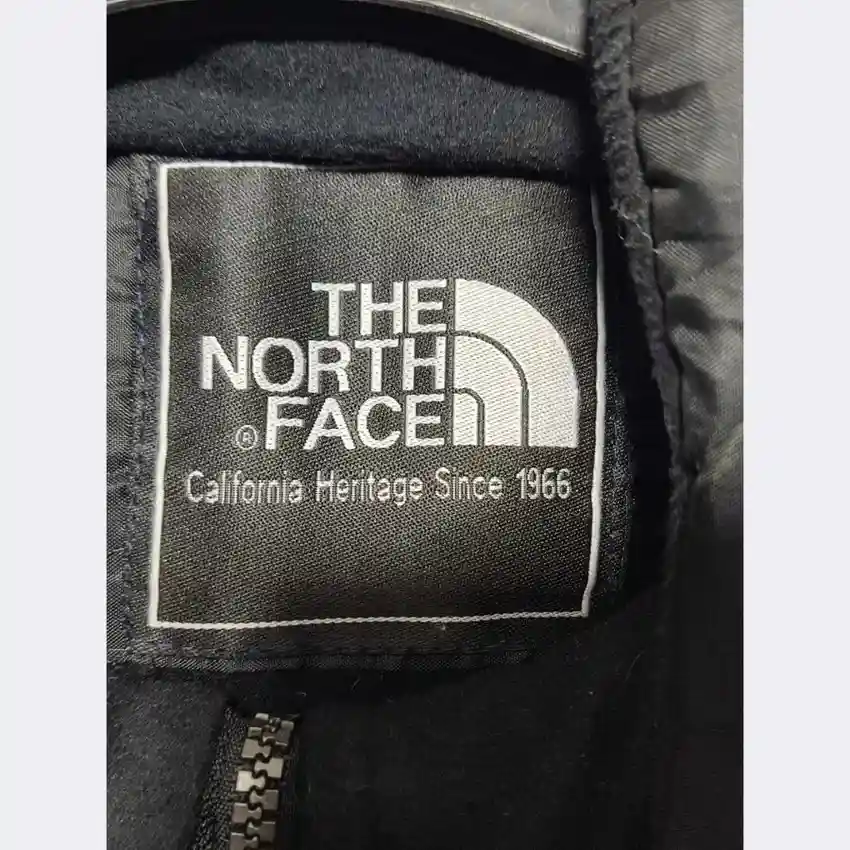 THE
NORTH
® FACE
California Heritage Since 1966